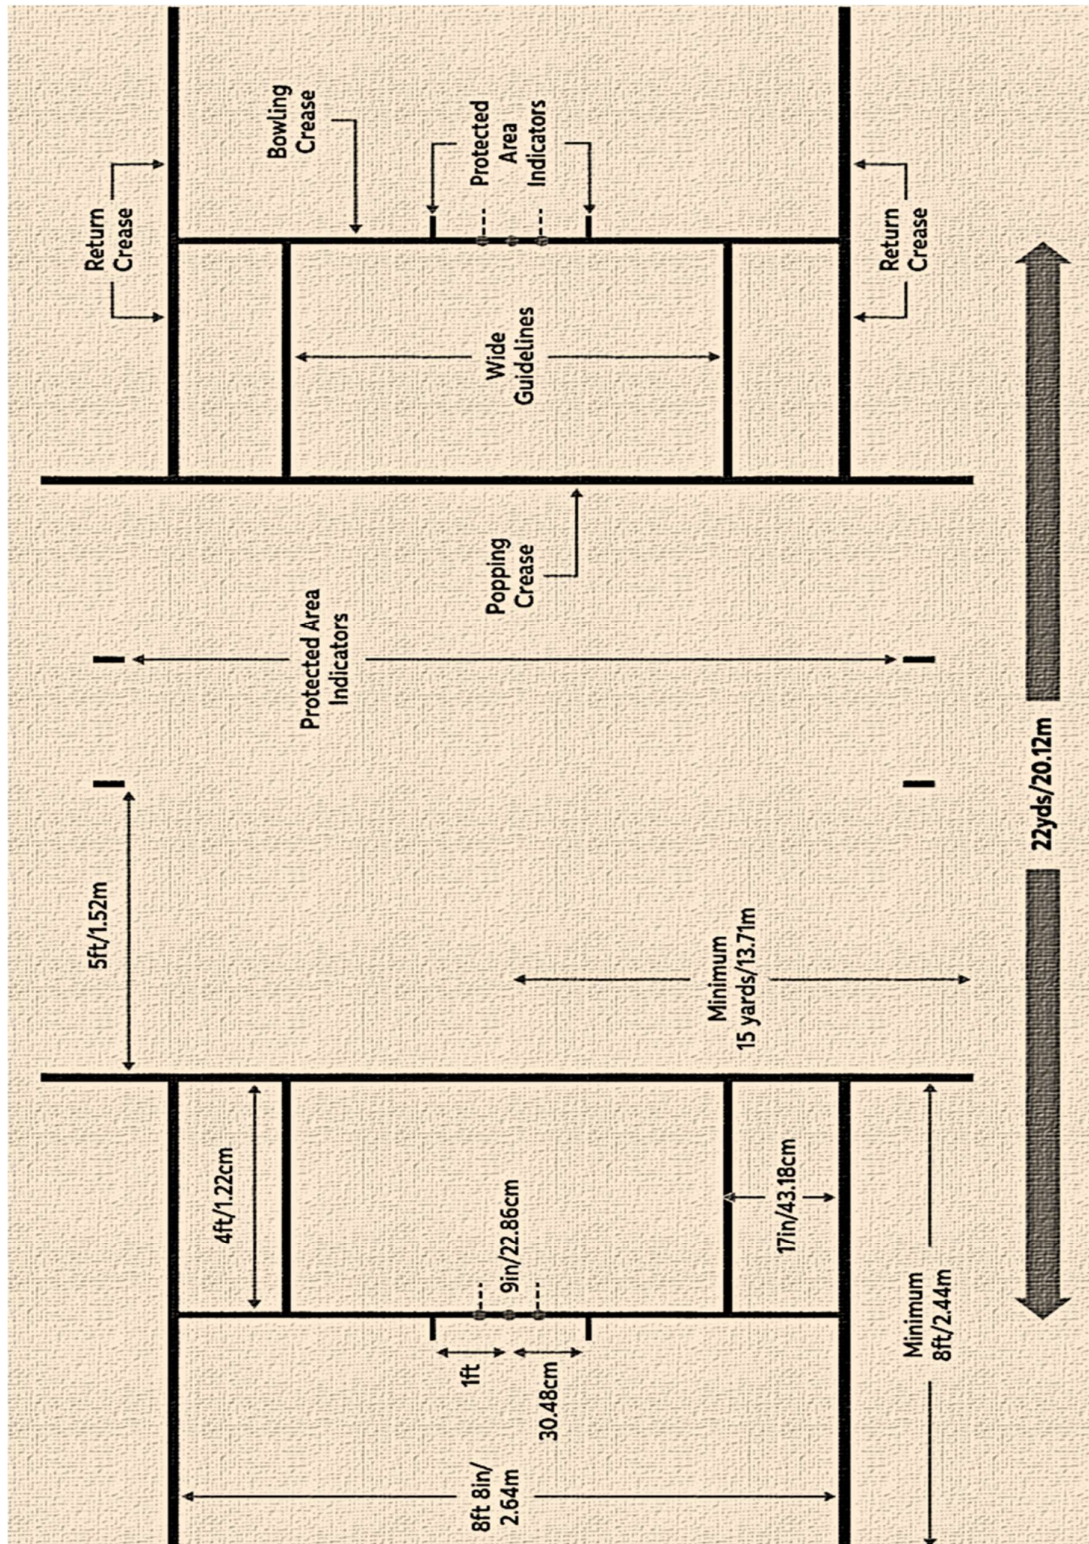 Return
Crease
Bowling
Crease
Protected
Area
Indicators
Return
Crease
Wide
Guidelines
Popping
Crease
Protected Area
Indicators
22yds/20.12m
5ft/1.52m
Minimum
15 yards/13.71m
4ft/1.22cm
9in/22.86cm
17in/43.18cm
Minimum
8ft/2.44m
1ft
30.48cm
8ft 8in/
2.64m